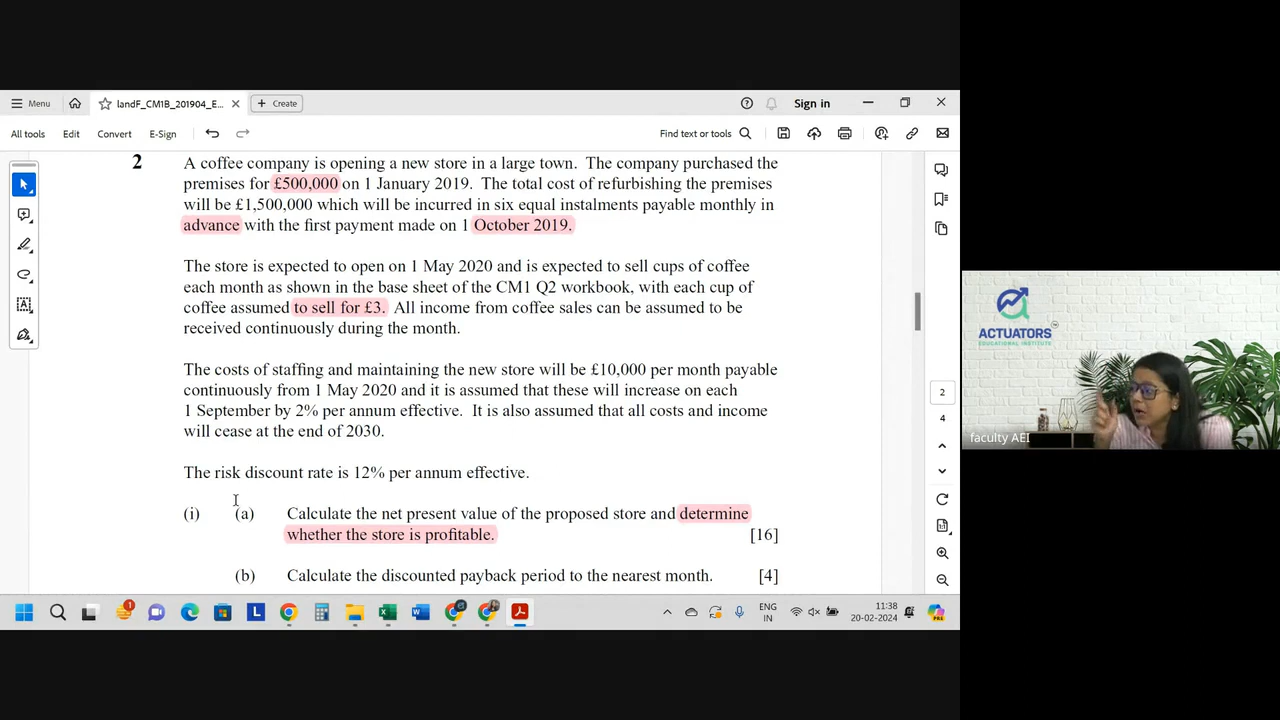 Menu
landF_CM1B_201904_E...
Create
Sign in
All tools
Edit
Convert
E-Sign
Find text or tools
2 A coffee company is opening a new store in a large town. The company purchased the
premises for £500,000 on 1 January 2019. The total cost of refurbishing the premises
will be £1,500,000 which will be incurred in six equal instalments payable monthly in
advance with the first payment made on 1 October 2019.
The store is expected to open on 1 May 2020 and is expected to sell cups of coffee
each month as shown in the base sheet of the CM1 Q2 workbook, with each cup of
coffee assumed to sell for £3. All income from coffee sales can be assumed to be
received continuously during the month.
The costs of staffing and maintaining the new store will be £10,000 per month payable
continuously from 1 May 2020 and it is assumed that these will increase on each
1 September by 2% per annum effective. It is also assumed that all costs and income
will cease at the end of 2030.
The risk discount rate is 12% per annum effective.
(i) (a) Calculate the net present value of the proposed store and determine
whether the store is profitable. [16]
(b) Calculate the discounted payback period to the nearest month. [4]
2
4
ACTUATORS
EDUCATIONAL INSTITUTE
faculty AEI
ENG
IN
11:38
20-02-2024